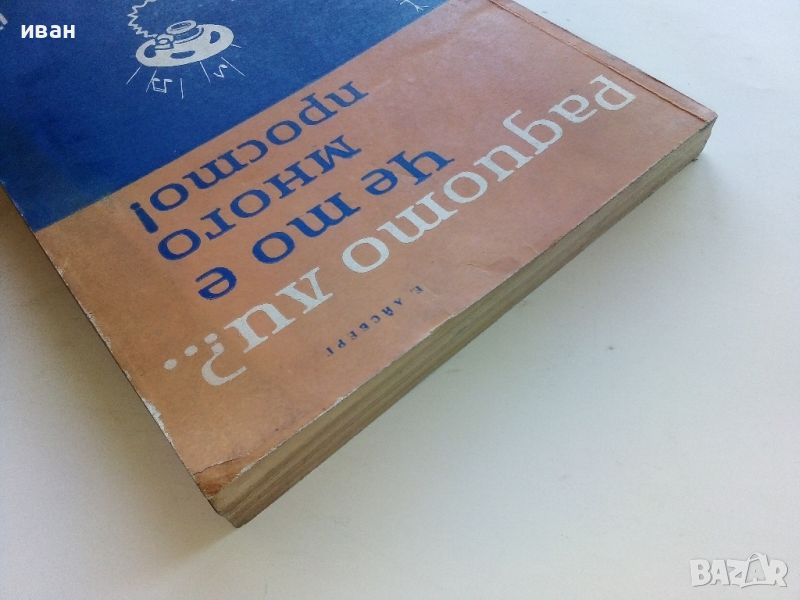 иван
Е. АЙСБЕРГ
Радиото ли?..
Че то е
много
просто!
BAZAR